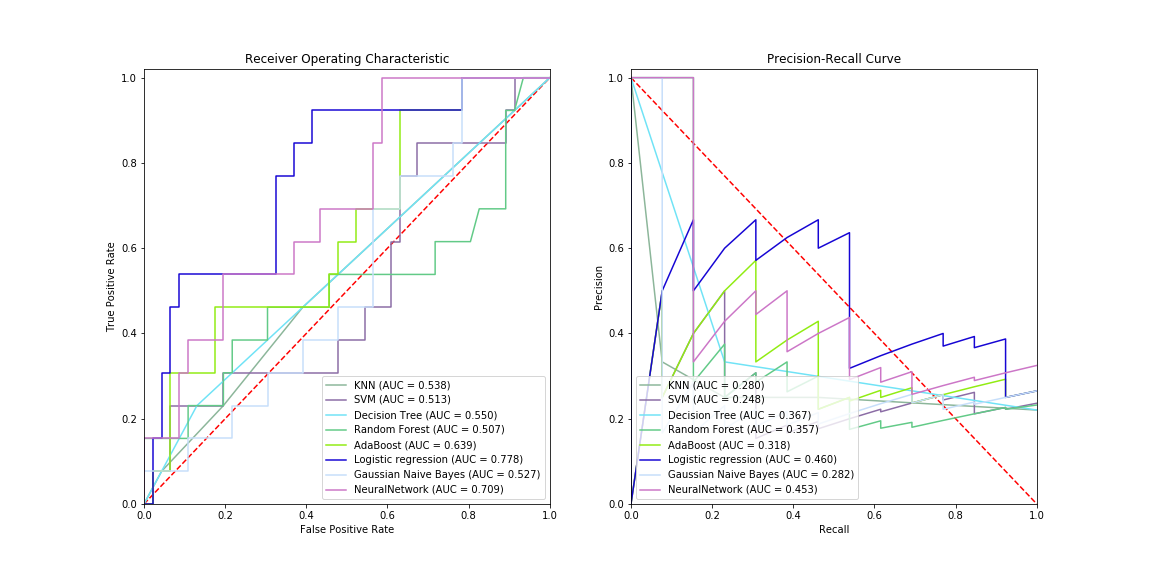 Receiver Operating Characteristic
1.0
0.8
0.6
0.4
0.2
0.0
True Positive Rate
0.0 0.2 0.4 0.6 0.8 1.0
False Positive Rate
KNN (AUC = 0.538)
SVM (AUC = 0.513)
Decision Tree (AUC = 0.550)
Random Forest (AUC = 0.507)
AdaBoost (AUC = 0.639)
Logistic regression (AUC = 0.778)
Gaussian Naive Bayes (AUC = 0.527)
NeuralNetwork (AUC = 0.709)
Precision-Recall Curve
1.0
0.8
0.6
0.4
0.2
0.0
Precision
0.0 0.2 0.4 0.6 0.8 1.0
Recall
KNN (AUC = 0.280)
SVM (AUC = 0.248)
Decision Tree (AUC = 0.367)
Random Forest (AUC = 0.357)
AdaBoost (AUC = 0.318)
Logistic regression (AUC = 0.460)
Gaussian Naive Bayes (AUC = 0.282)
NeuralNetwork (AUC = 0.453)